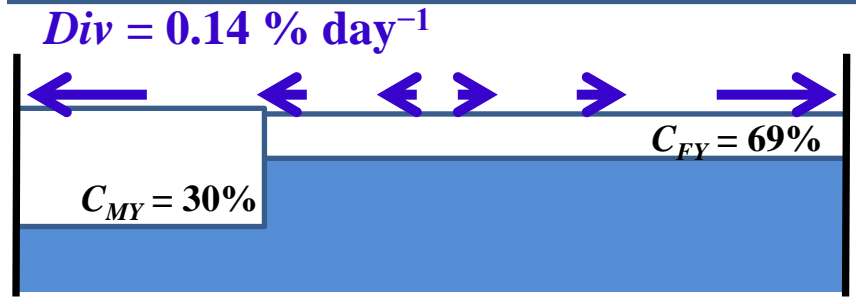 Div = 0.14 % day⁻¹
C_FY = 69%
C_MY = 30%